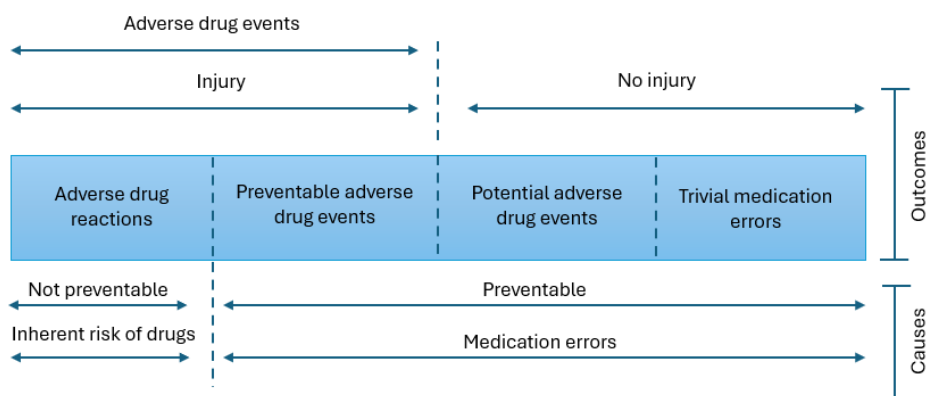 Adverse drug events
Injury
No injury
Adverse drug
reactions
Preventable adverse
drug events
Potential adverse
drug events
Trivial medication
errors
Outcomes
Not preventable
Preventable
Inherent risk of drugs
Medication errors
Causes